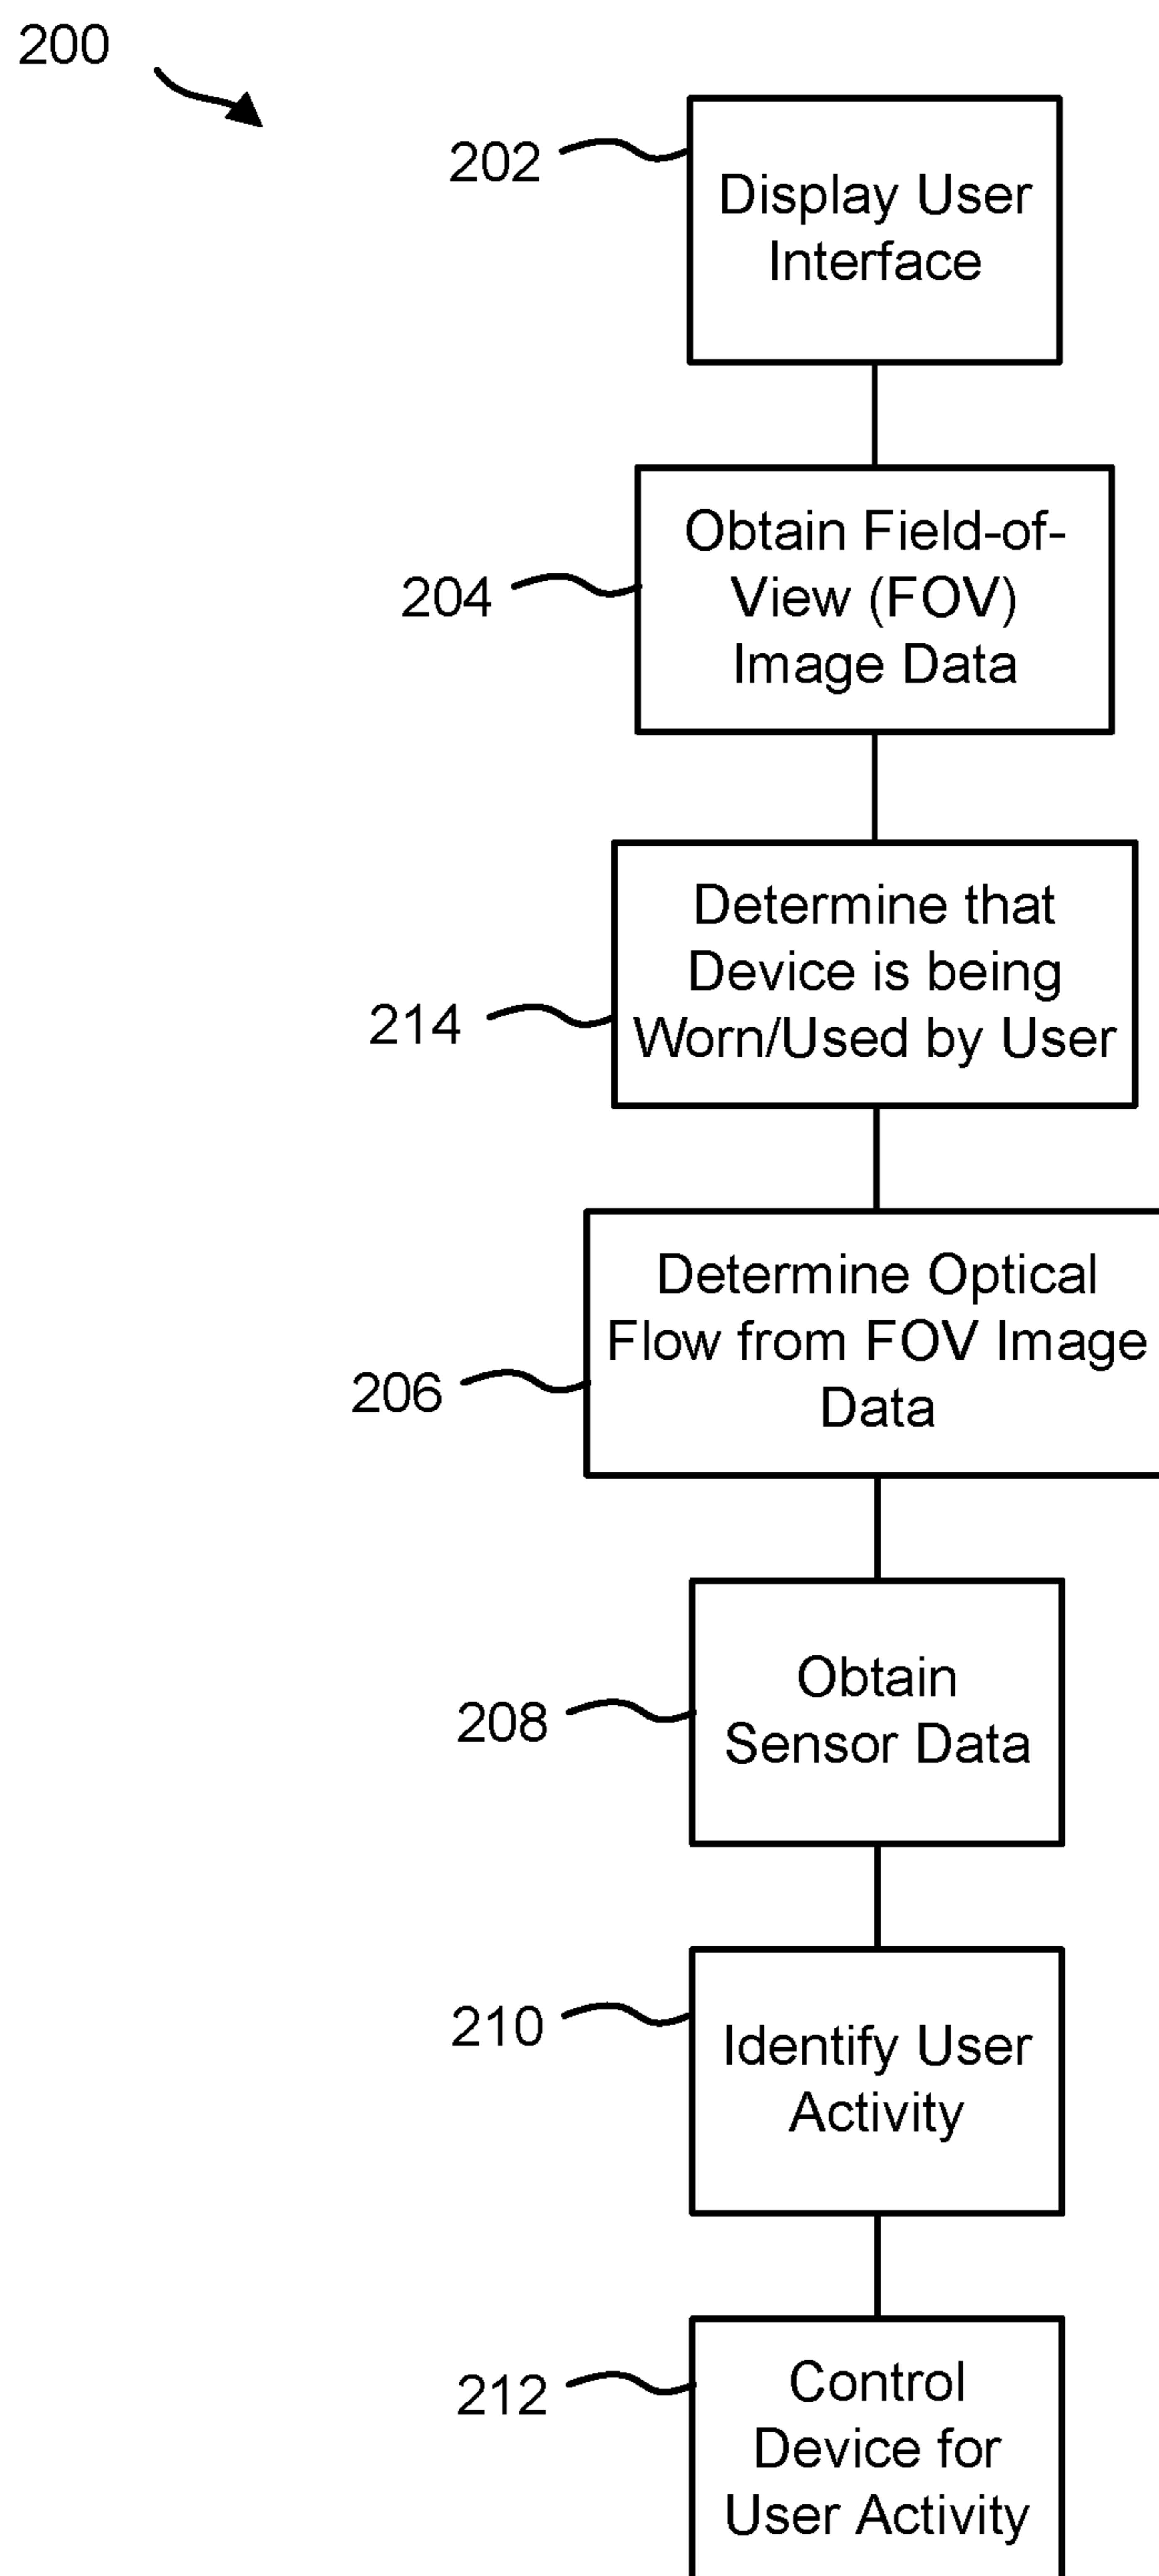 200
202
Display User
Interface
204
Obtain Field-of-
View (FOV)
Image Data
214
Determine that
Device is being
Worn/Used by User
206
Determine Optical
Flow from FOV Image
Data
208
Obtain
Sensor Data
210
Identify User
Activity
212
Control
Device for
User Activity